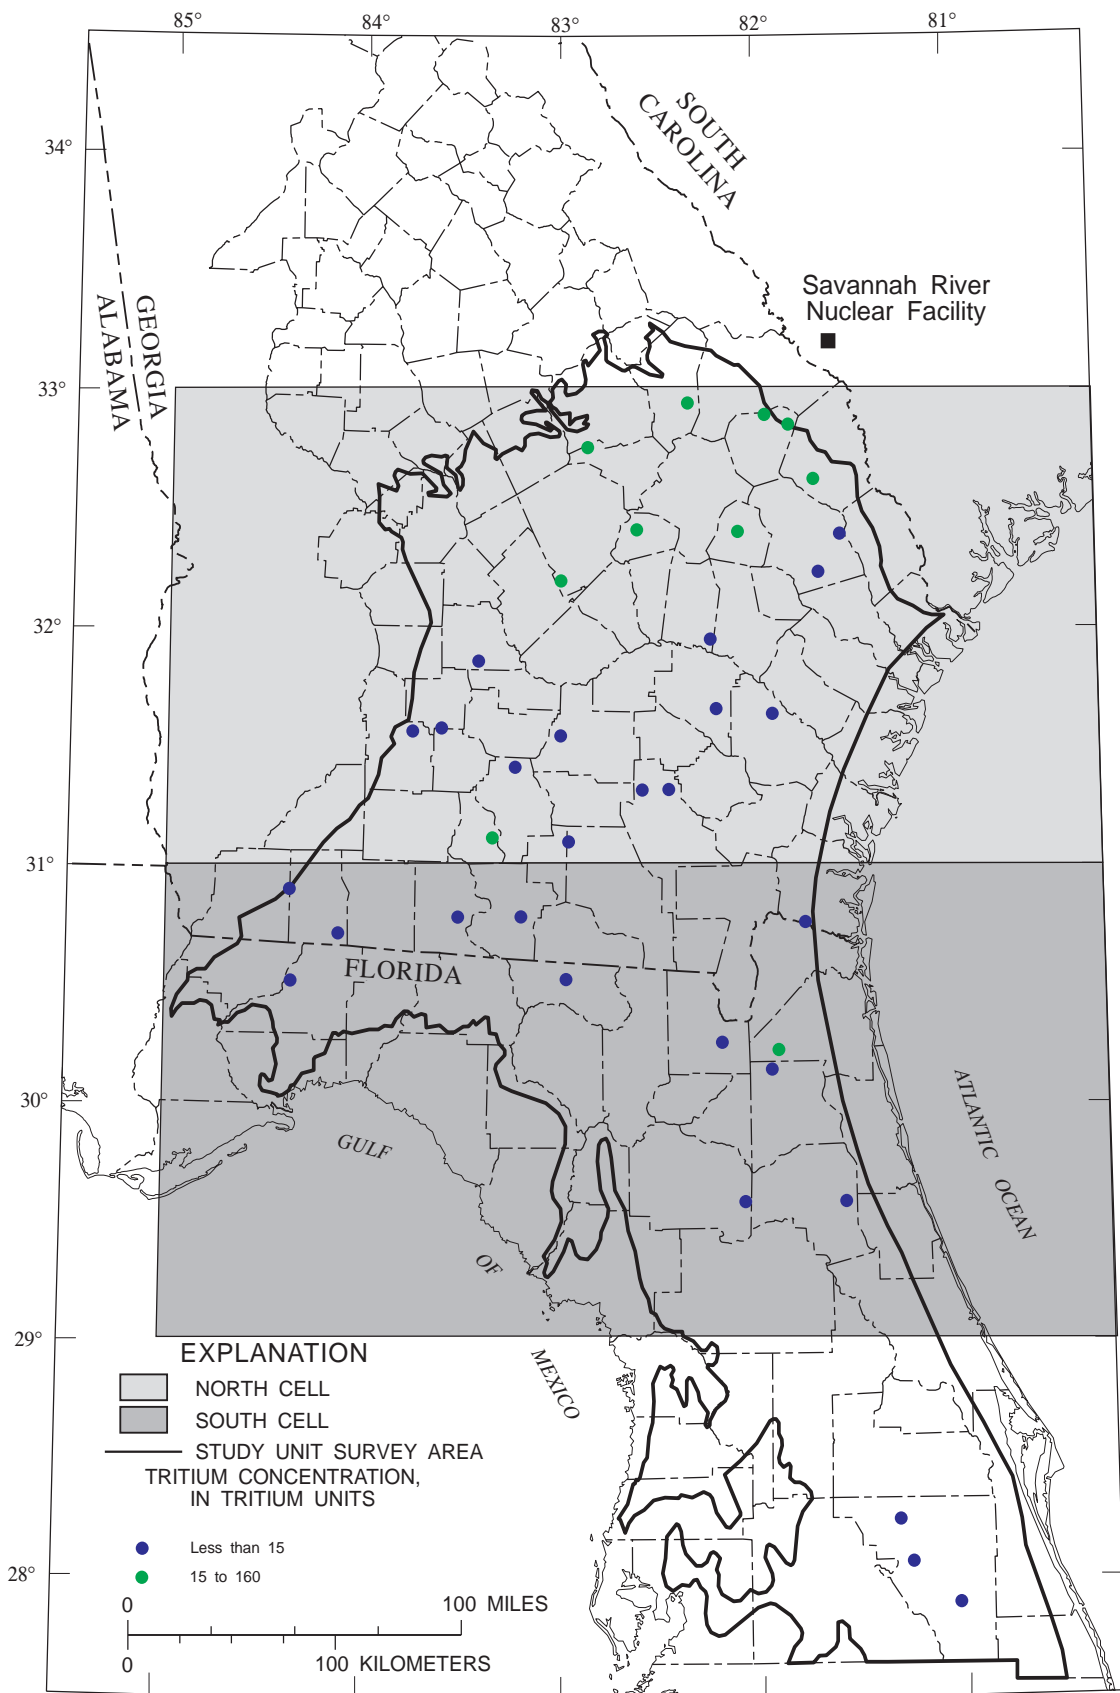 85° 84° 83° 82° 81°
34°
SOUTH
CAROLINA
Savannah River
Nuclear Facility
GEORGIA
ALABAMA
33°
32°
31°
FLORIDA
30°
GULF
OF
MEXICO
ATLANTIC OCEAN
29°
EXPLANATION
NORTH CELL
SOUTH CELL
STUDY UNIT SURVEY AREA
TRITIUM CONCENTRATION,
IN TRITIUM UNITS
Less than 15
15 to 160
28°
0 100 MILES
0 100 KILOMETERS